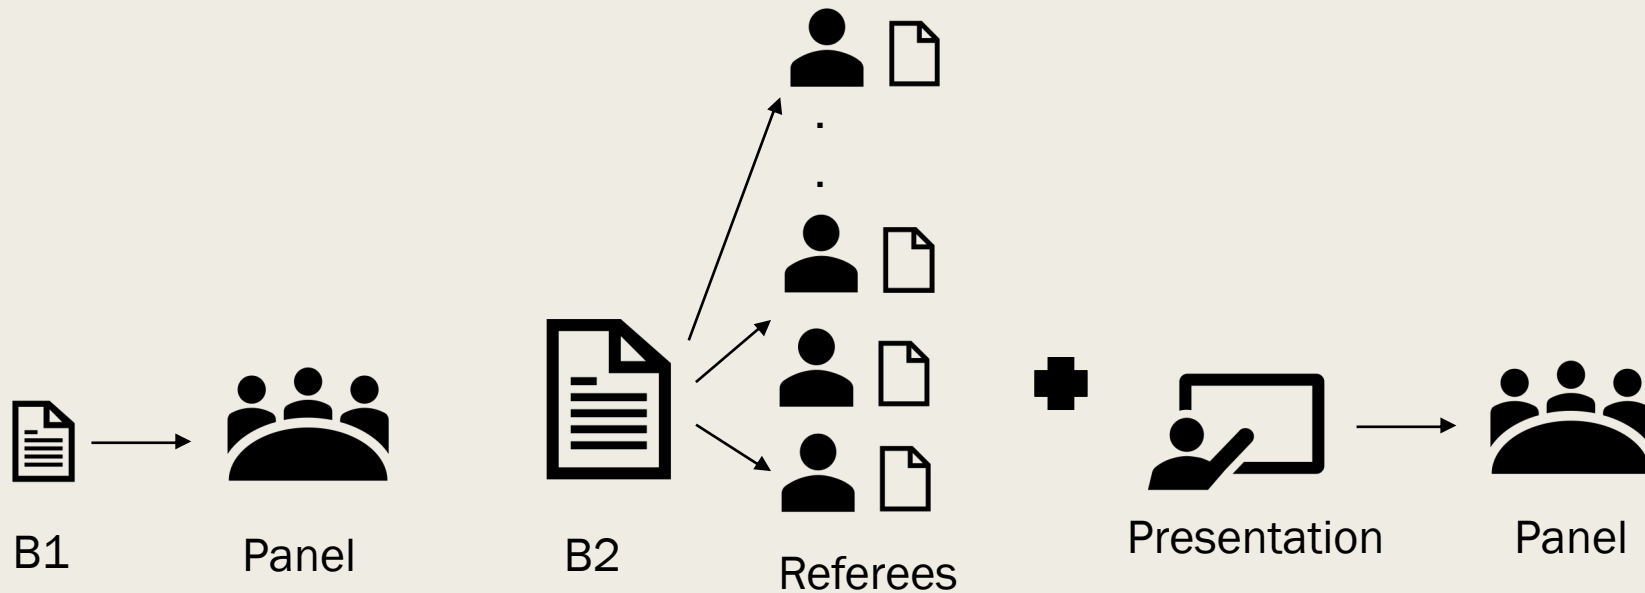 B1
Panel
B2
Referees
Presentation
Panel